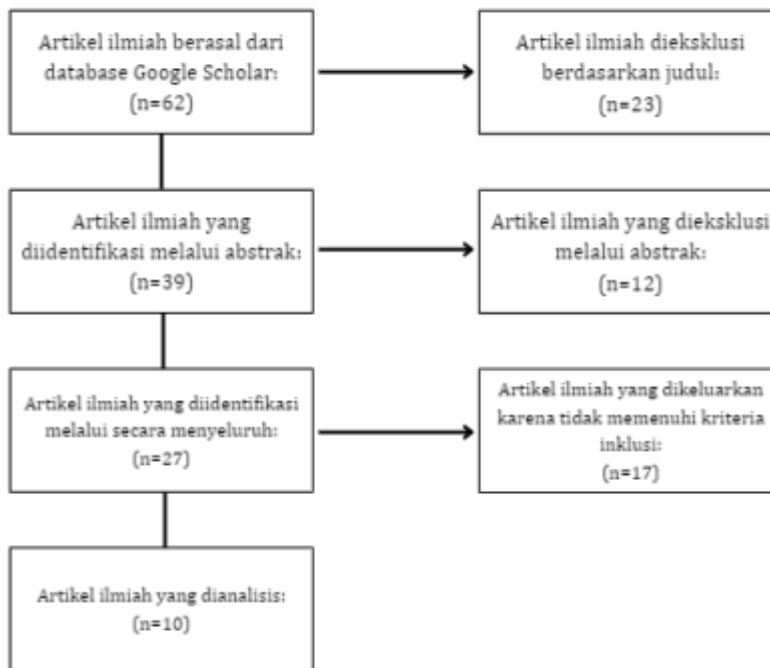 Artikel ilmiah berasal dari
database Google Scholar:
(n=62)
Artikel ilmiah dieksklusi
berdasarkan judul:
(n=23)
Artikel ilmiah yang
diidentifikasi melalui abstrak:
(n=39)
Artikel ilmiah yang dieksklusi
melalui abstrak:
(n=12)
Artikel ilmiah yang diidentifikasi
melalui secara menyeluruh:
(n=27)
Artikel ilmiah yang dikeluarkan
karena tidak memenuhi kriteria
inklusi:
(n=17)
Artikel ilmiah yang dianalisis:
(n=10)